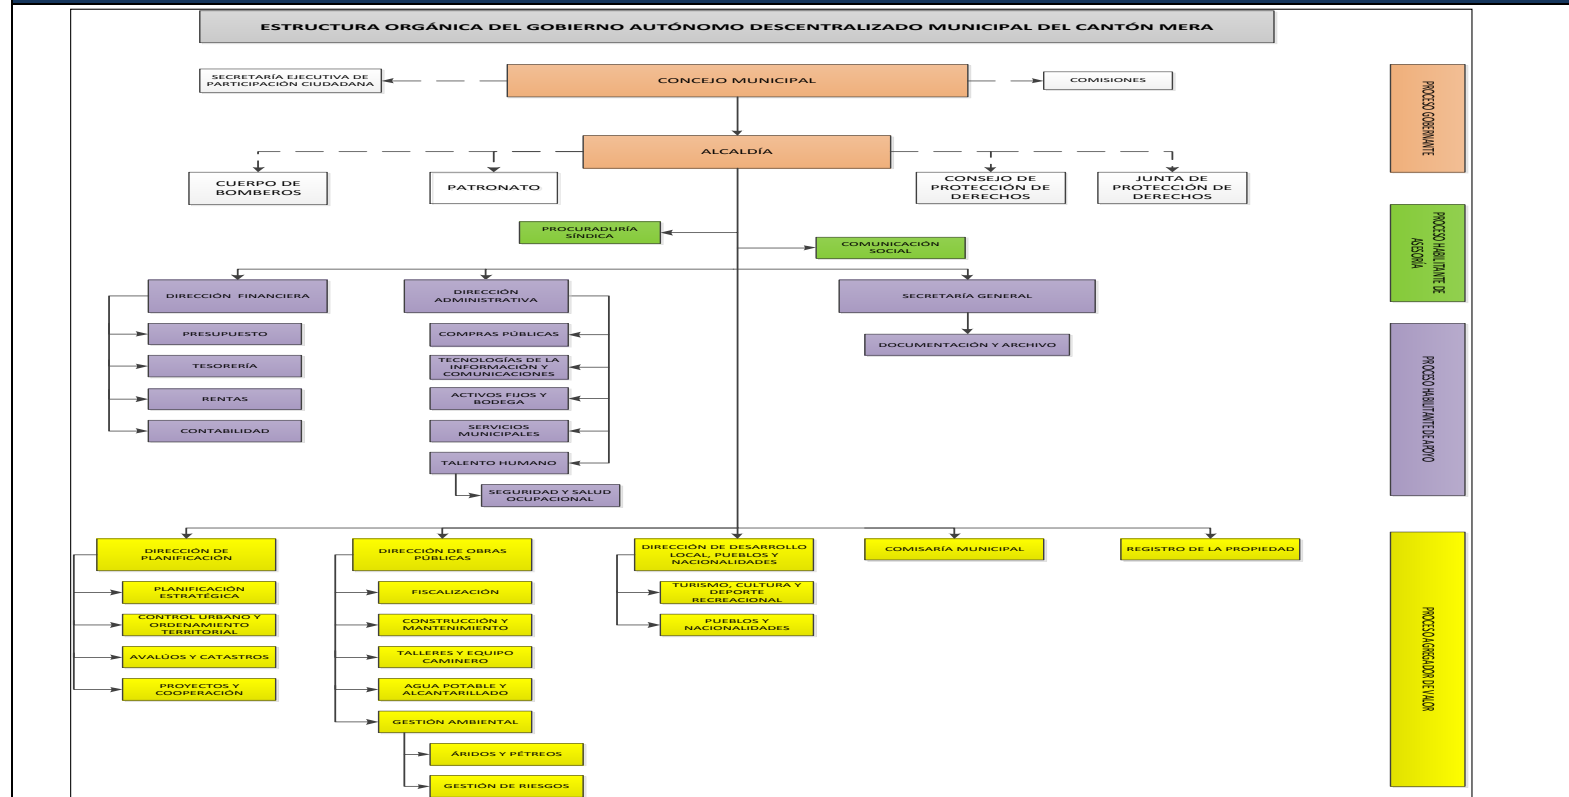 ESTRUCTURA ORGÁNICA DEL GOBIERNO AUTÓNOMO DESCENTRALIZADO MUNICIPAL DEL CANTÓN MERA
SECRETARÍA EJECUTIVA DE
PARTICIPACIÓN CIUDADANA
CONCEJO MUNICIPAL
COMISIONES
PROCESO GOBERNANTE
ALCALDÍA
CUERPO DE
BOMBEROS
PATRONATO
CONSEJO DE
PROTECCIÓN DE
DERECHOS
JUNTA DE
PROTECCIÓN DE
DERECHOS
PROCURADURÍA
SÍNDICA
COMUNICACIÓN
SOCIAL
PROCESO HABILITANTE DE
ASESORÍA
DIRECCIÓN FINANCIERA
PRESUPUESTO
TESORERÍA
RENTAS
CONTABILIDAD
DIRECCIÓN
ADMINISTRATIVA
COMPRAS PÚBLICAS
TECNOLOGÍAS DE LA
INFORMACIÓN Y
COMUNICACIONES
ACTIVOS FIJOS Y
BODEGA
SERVICIOS
MUNICIPALES
TALENTO HUMANO
SEGURIDAD Y SALUD
OCUPACIONAL
SECRETARÍA GENERAL
DOCUMENTACIÓN Y ARCHIVO
PROCESO HABILITANTE DE APOYO
DIRECCIÓN DE
PLANIFICACIÓN
PLANIFICACIÓN
ESTRATÉGICA
CONTROL URBANO Y
ORDENAMIENTO
TERRITORIAL
AVALÚOS Y CATASTROS
PROYECTOS Y
COOPERACIÓN
DIRECCIÓN DE OBRAS
PÚBLICAS
FISCALIZACIÓN
CONSTRUCCIÓN Y
MANTENIMIENTO
TALLERES Y EQUIPO
CAMINERO
AGUA POTABLE Y
ALCANTARILLADO
GESTIÓN AMBIENTAL
ÁRIDOS Y PÉTREOS
GESTIÓN DE RIESGOS
DIRECCIÓN DE DESARROLLO
LOCAL, PUEBLOS Y
NACIONALIDADES
TURISMO, CULTURA Y
DEPORTE
RECREACIONAL
PUEBLOS Y
NACIONALIDADES
COMISARÍA MUNICIPAL
REGISTRO DE LA PROPIEDAD
PROCESO AGREGADOR DE VALOR